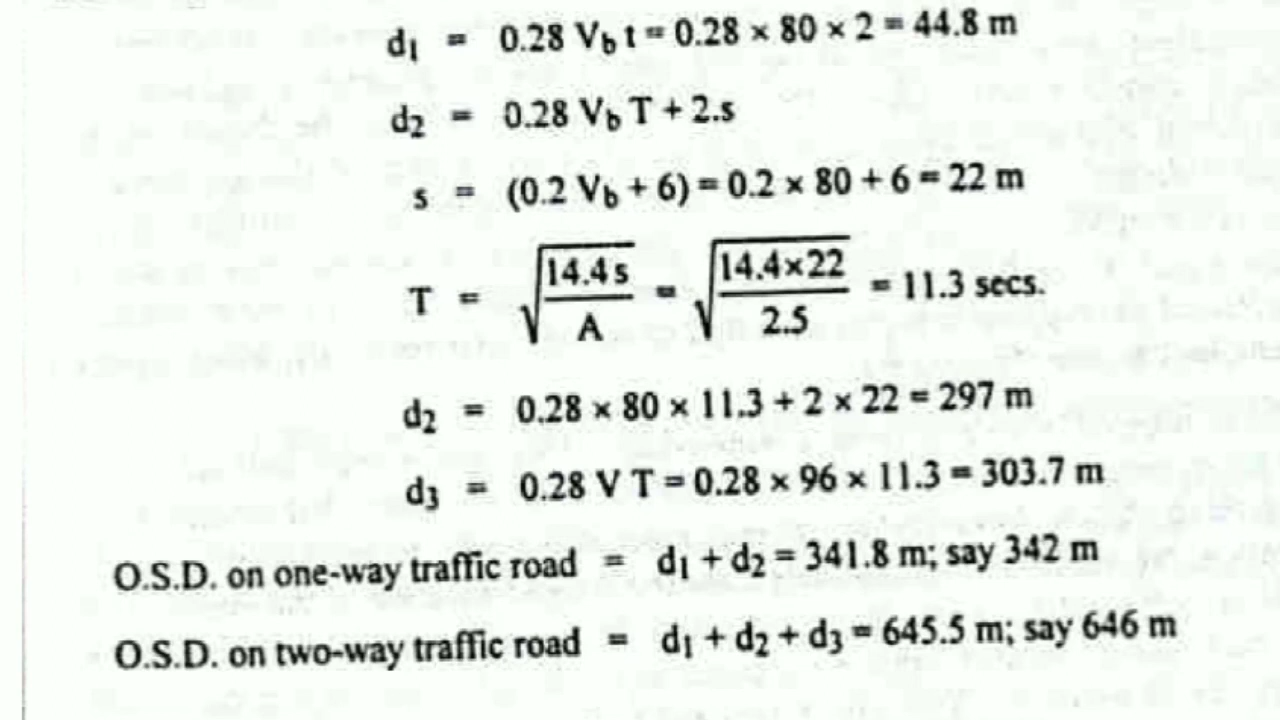 d₁ = 0.28 V_b t = 0.28 × 80 × 2 = 44.8 m
d₂ = 0.28 V_b T + 2.s
s = (0.2 V_b + 6) = 0.2 × 80 + 6 = 22 m
T = √(14.4 s / A) = √(14.4×22 / 2.5) = 11.3 secs.
d₂ = 0.28 × 80 × 11.3 + 2 × 22 = 297 m
d₃ = 0.28 V T = 0.28 × 96 × 11.3 = 303.7 m
O.S.D. on one-way traffic road = d₁ + d₂ = 341.8 m; say 342 m
O.S.D. on two-way traffic road = d₁ + d₂ + d₃ = 645.5 m; say 646 m